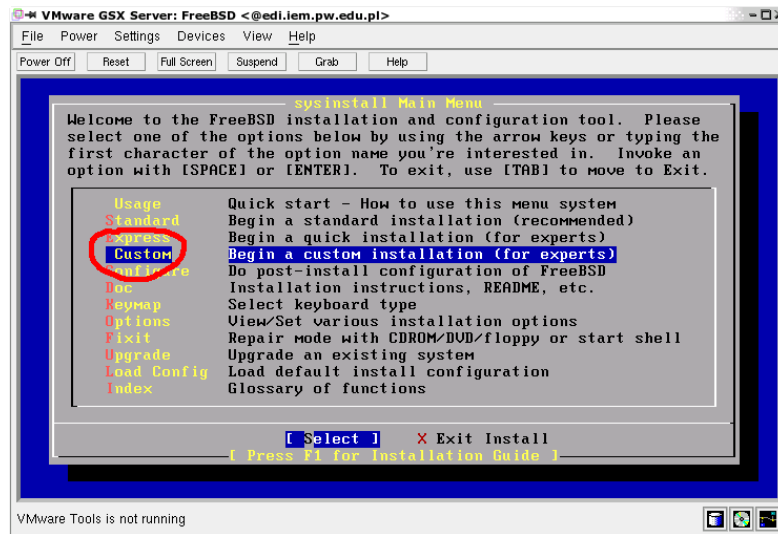 VMware GSX Server: FreeBSD <@edi.iem.pw.edu.pl>
File Power Settings Devices View Help
Power Off Reset Full Screen Suspend Grab Help
sysinstall Main Menu
Welcome to the FreeBSD installation and configuration tool. Please
select one of the options below by using the arrow keys or typing the
first character of the option name you're interested in. Invoke an
option with [SPACE] or [ENTER]. To exit, use [TAB] to move to Exit.
Usage Quick start - How to use this menu system
Standard Begin a standard installation (recommended)
Express Begin a quick installation (for experts)
Custom Begin a custom installation (for experts)
Configure Do post-install configuration of FreeBSD
Doc Installation instructions, README, etc.
Keymap Select keyboard type
Options View/Set various installation options
Fixit Repair mode with CDROM/DVD/floppy or start shell
Upgrade Upgrade an existing system
Load Config Load default install configuration
Index Glossary of functions
[ Select ] X Exit Install
[ Press F1 for Installation Guide ]
VMware Tools is not running